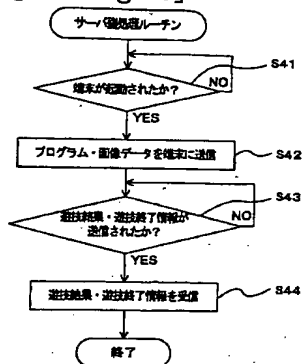 サーバ側処理ルーチン
端末が起動されたか?
S41
NO
YES
プログラム・画像データを端末に送信
S42
遊技結果・遊技終了情報が
送信されたか?
S43
NO
YES
遊技結果・遊技終了情報を受信
S44
終了